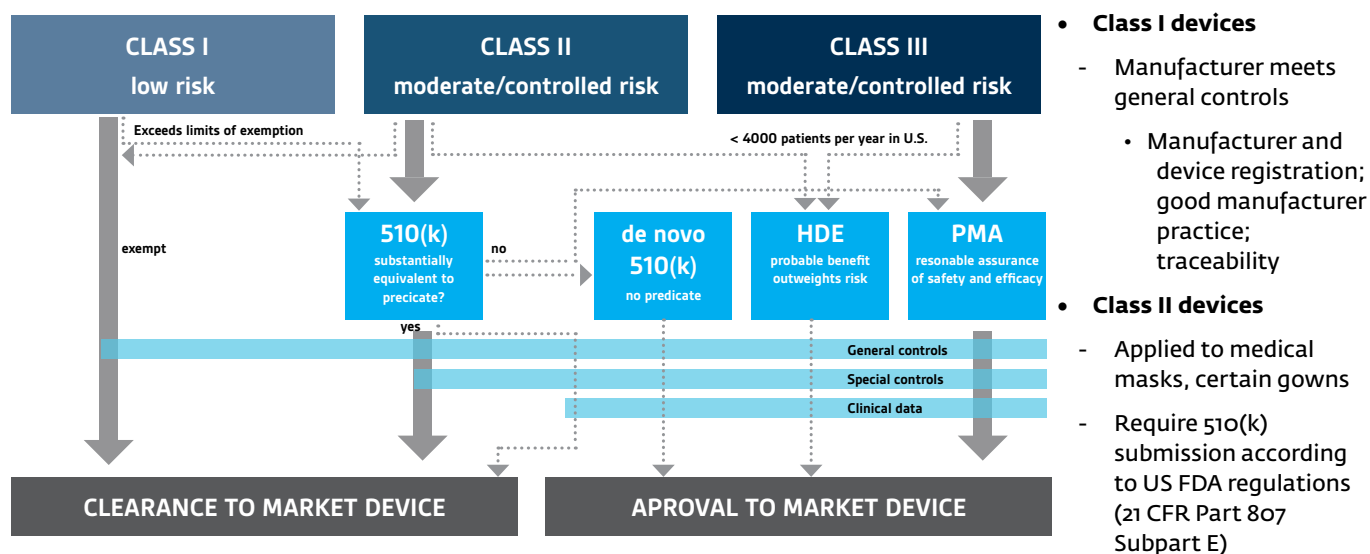 CLASS I
low risk
CLASS II
moderate/controlled risk
CLASS III
moderate/controlled risk
Exceeds limits of exemption
< 4000 patients per year in U.S.
exempt
510(k)
substantially
equivalent to
precicate?
no
yes
de novo
510(k)
no predicate
HDE
probable benefit
outweights risk
PMA
resonable assurance
of safety and efficacy
General controls
Special controls
Clinical data
CLEARANCE TO MARKET DEVICE
APROVAL TO MARKET DEVICE
• Class I devices
- Manufacturer meets
general controls
• Manufacturer and
device registration;
good manufacturer
practice;
traceability
• Class II devices
- Applied to medical
masks, certain gowns
- Require 510(k)
submission according
to US FDA regulations
(21 CFR Part 807
Subpart E)